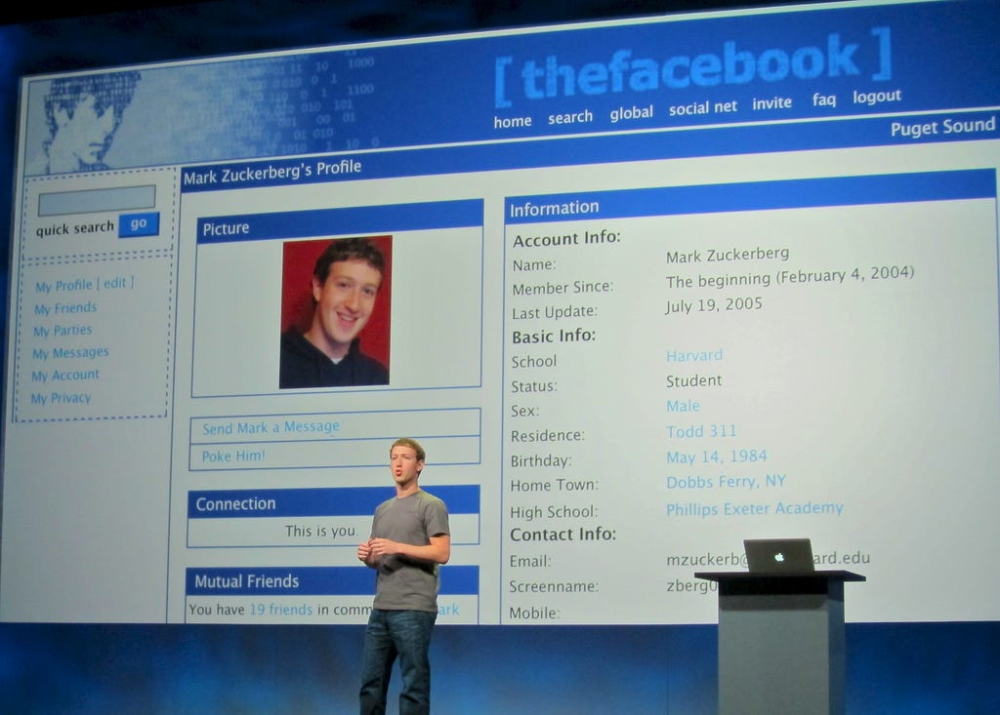 [thefacebook]
home search global social net invite faq logout
Puget Sound
quick search go
My Profile [ edit ]
My Friends
My Parties
My Messages
My Account
My Privacy
Mark Zuckerberg's Profile
Picture
Send Mark a Message
Poke Him!
Connection
This is you.
Mutual Friends
You have 19 friends in comm ark
Information
Account Info:
Name: Mark Zuckerberg
Member Since: The beginning (February 4, 2004)
Last Update: July 19, 2005
Basic Info:
School Harvard
Status: Student
Sex: Male
Residence: Todd 311
Birthday: May 14, 1984
Home Town: Dobbs Ferry, NY
High School: Phillips Exeter Academy
Contact Info:
Email: mzuckerb@ ard.edu
Screenname: zberg0
Mobile: